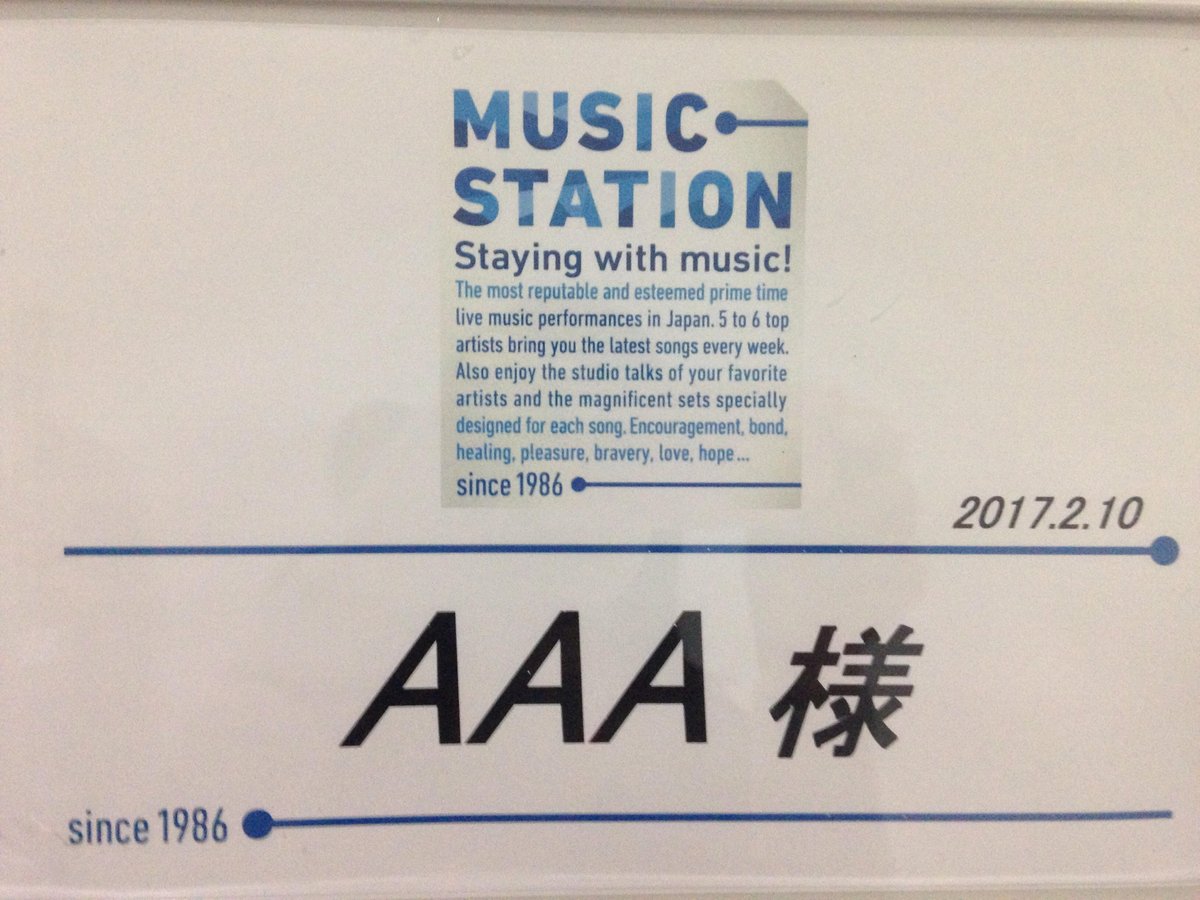 MUSIC
STATION
Staying with music!
The most reputable and esteemed prime time
live music performances in Japan. 5 to 6 top
artists bring you the latest songs every week.
Also enjoy the studio talks of your favorite
artists and the magnificent sets specially
designed for each song. Encouragement, bond,
healing, pleasure, bravery, love, hope...
since 1986
2017.2.10
AAA 様
since 1986